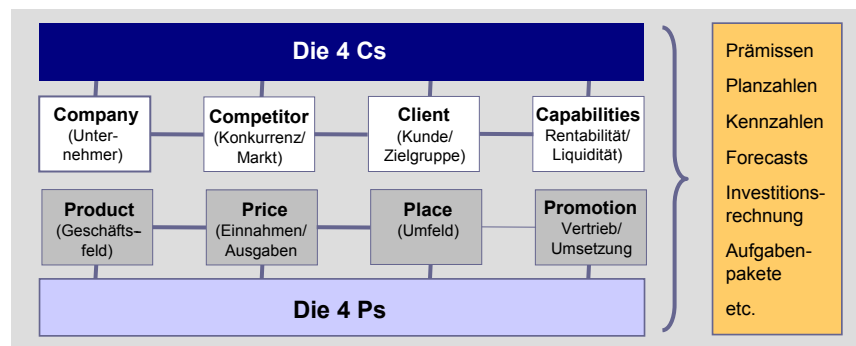 Die 4 Cs
Company
(Unter-
nehmer)
Competitor
(Konkurrenz/
Markt)
Client
(Kunde/
Zielgruppe)
Capabilities
Rentabilität/
Liquidität)
Product
(Geschäfts-
feld)
Price
(Einnahmen/
Ausgaben
Place
(Umfeld)
Promotion
Vertrieb/
Umsetzung
Die 4 Ps
Prämissen
Planzahlen
Kennzahlen
Forecasts
Investitions-
rechnung
Aufgaben-
pakete
etc.